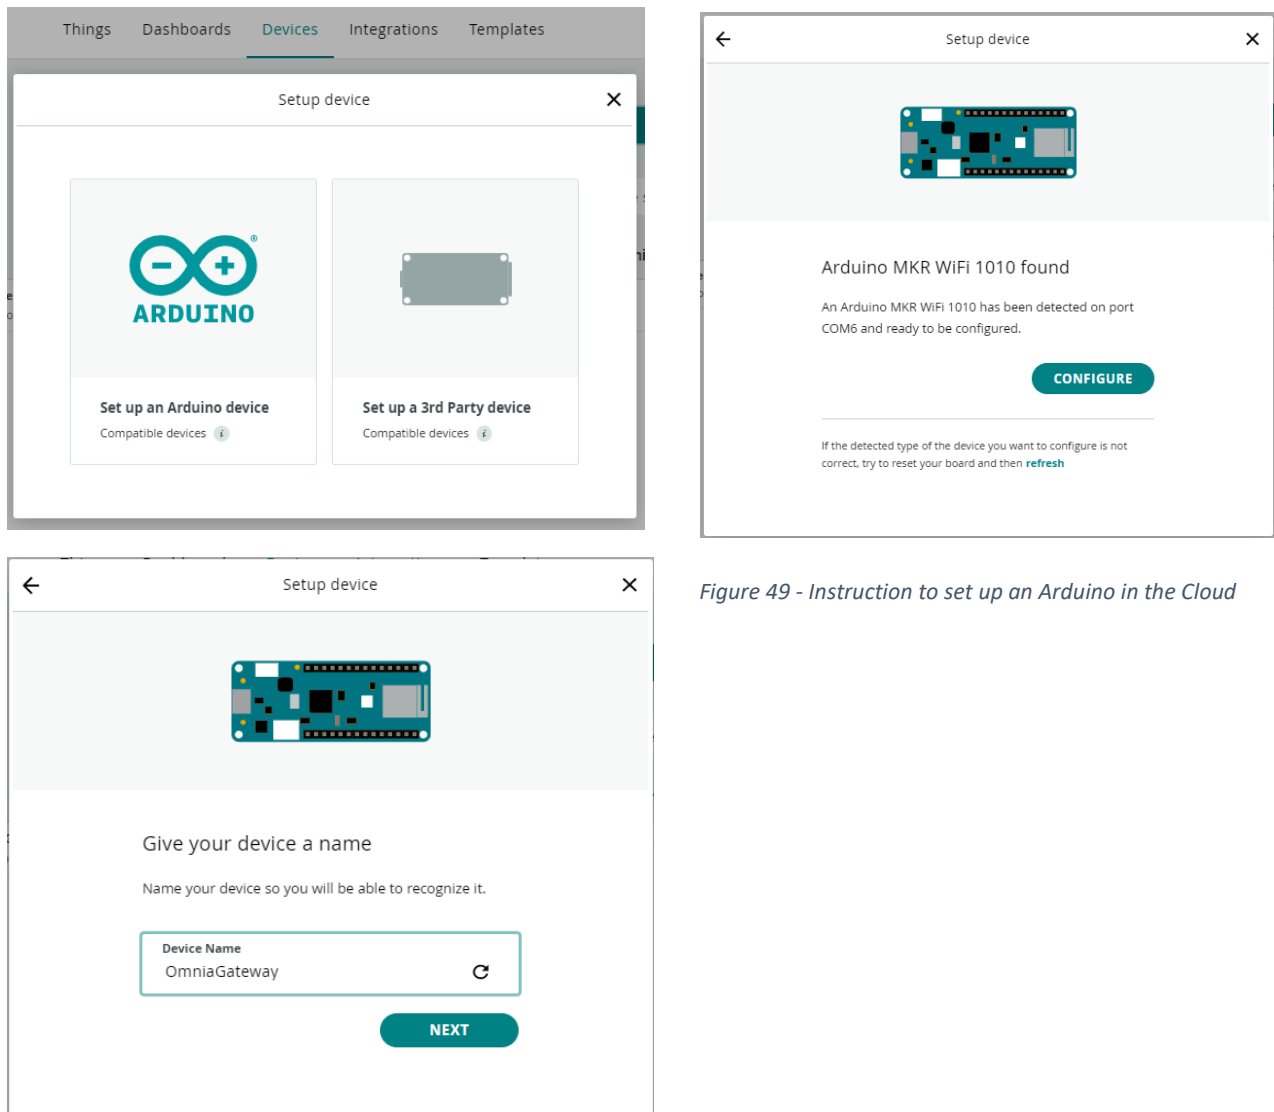 Things Dashboards Devices Integrations Templates
Setup device
ARDUINO
®
Set up an Arduino device
Compatible devices i
Set up a 3rd Party device
Compatible devices i
Setup device
Arduino MKR WiFi 1010 found
An Arduino MKR WiFi 1010 has been detected on port
COM6 and ready to be configured.
CONFIGURE
If the detected type of the device you want to configure is not
correct, try to reset your board and then refresh
Setup device
Give your device a name
Name your device so you will be able to recognize it.
Device Name
OmniaGateway
NEXT
Figure 49 - Instruction to set up an Arduino in the Cloud